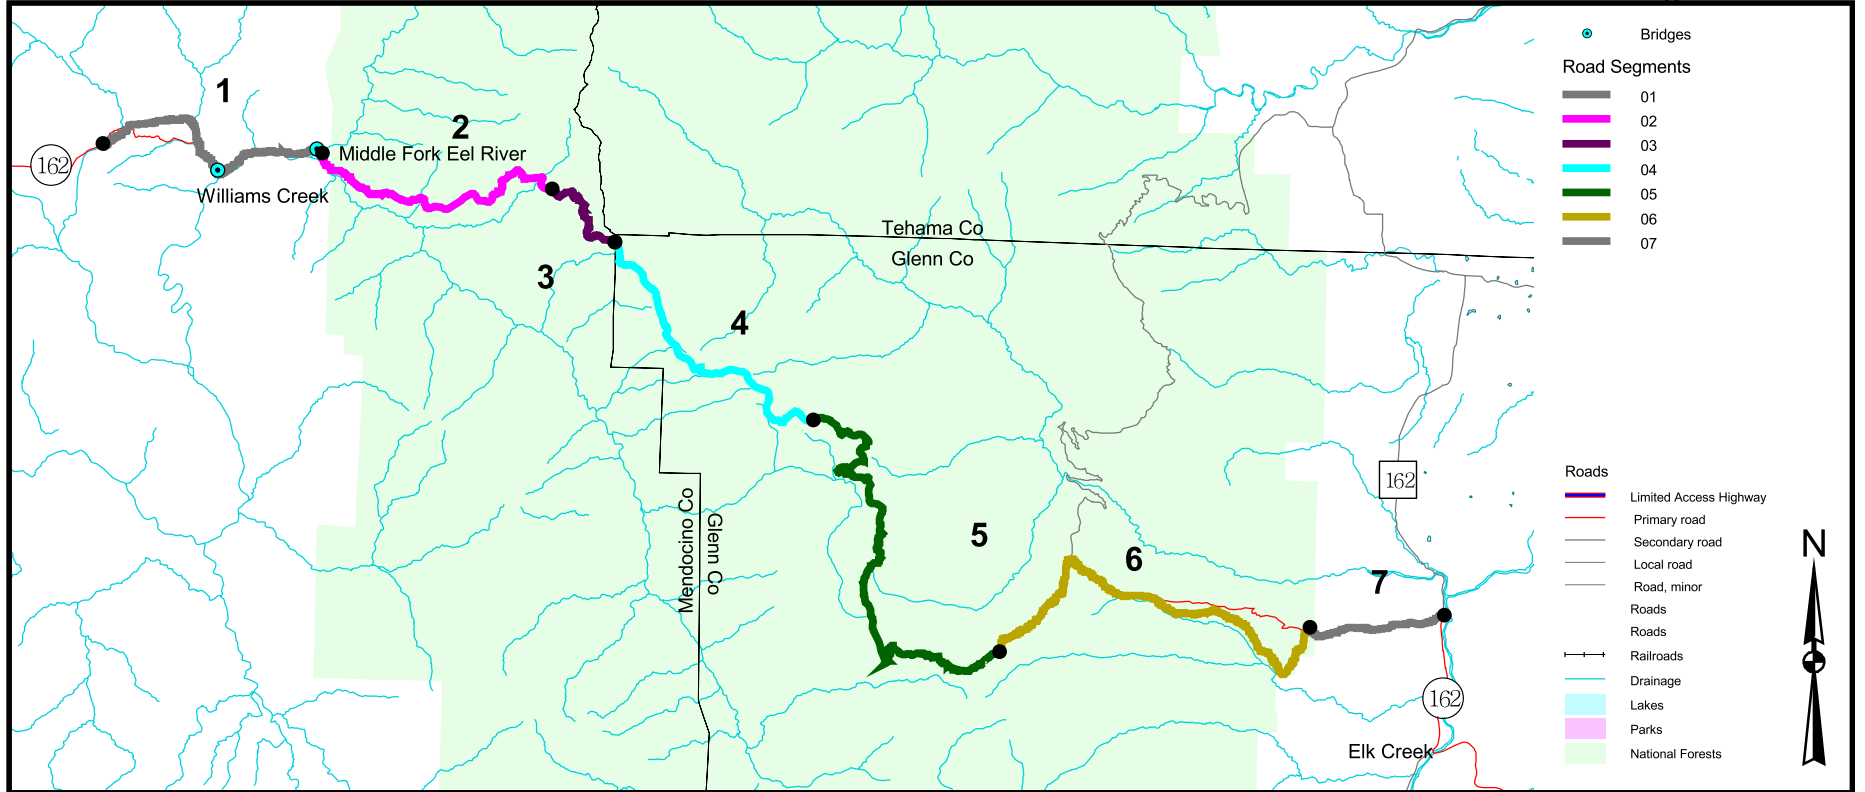 1
2
Middle Fork Eel River
162
Williams Creek
Tehama Co
Glenn Co
3
4
162
Mendocino Co
Glenn Co
5
6
7
162
Elk Creek
Bridges
Road Segments
01
02
03
04
05
06
07
Roads
Limited Access Highway
Primary road
Secondary road
Local road
Road, minor
Roads
Roads
Railroads
Drainage
Lakes
Parks
National Forests
N